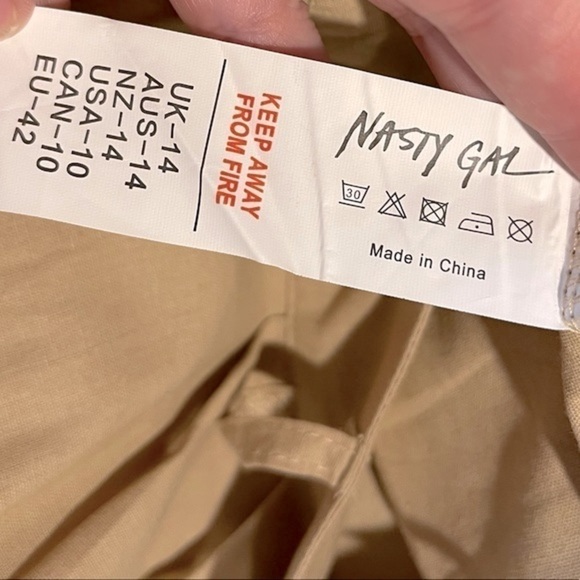 UK-14
AUS-14
NZ-14
USA-10
CAN-10
EU-42
KEEP AWAY
FROM FIRE
NASTY GAL
30
Made in China